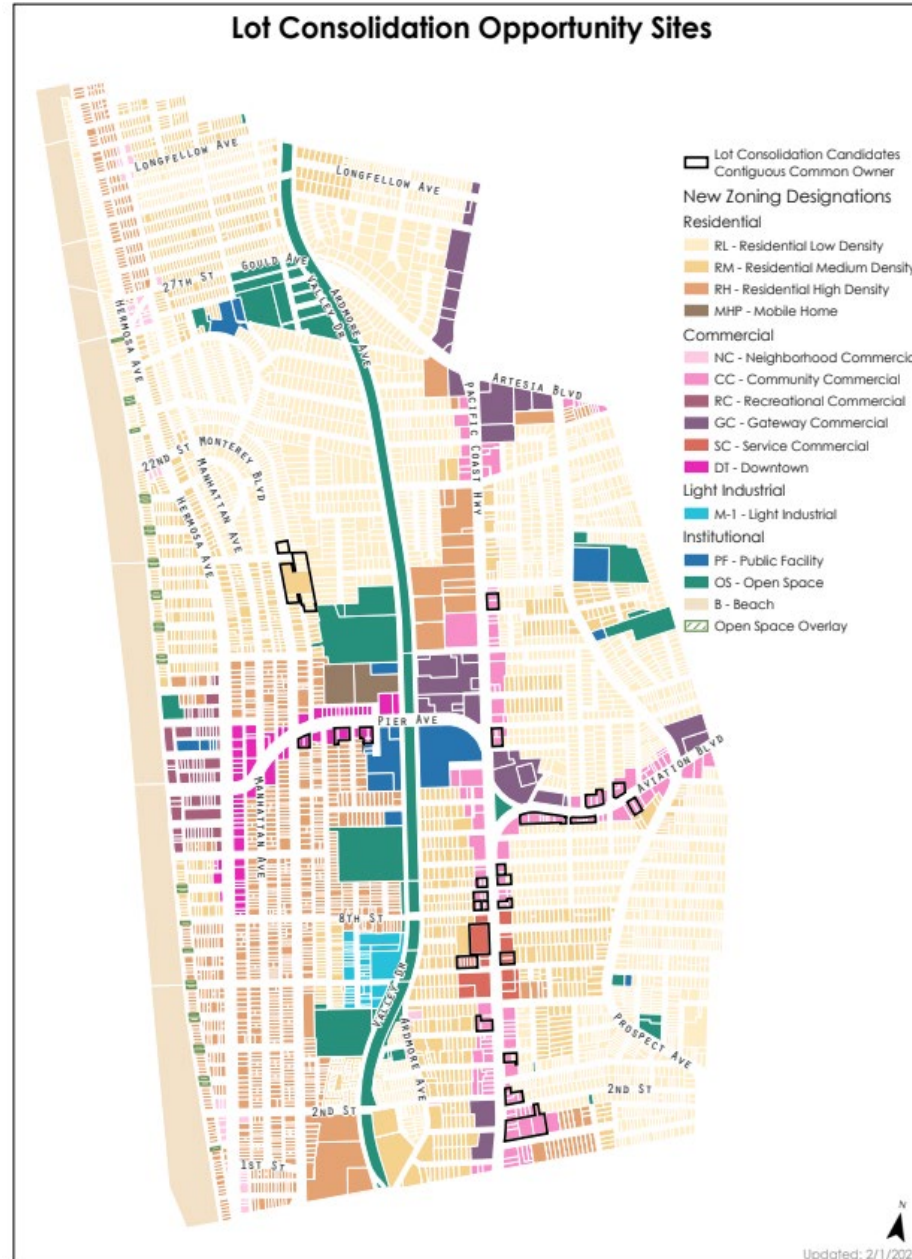 Lot Consolidation Opportunity Sites
Lot Consolidation Candidates
Contiguous Common Owner
New Zoning Designations
Residential
RL - Residential Low Density
RM - Residential Medium Density
RH - Residential High Density
MHP - Mobile Home
Commercial
NC - Neighborhood Commercia
CC - Community Commercial
RC - Recreational Commercial
GC - Gateway Commercial
SC - Service Commercial
DT - Downtown
Light Industrial
M-1 - Light Industrial
Institutional
PF - Public Facility
OS - Open Space
B - Beach
Open Space Overlay
LONGFELLOW AVE
LONGFELLOW AVE
GOULD AVE
27TH ST
VALLEY DR
ARDMORE AVE
HERMOSA AVE
ARTESIA BLVD
PACIFIC COAST HWY
22ND ST
MONTEREY BLVD
MANHATTAN AVE
HERMOSA AVE
PIER AVE
AVIATION BLVD
MANHATTAN AVE
8TH ST
VALLEY DR
ARDMORE AVE
PROSPECT AVE
2ND ST
2ND ST
1ST ST
N
Updated: 2/1/202